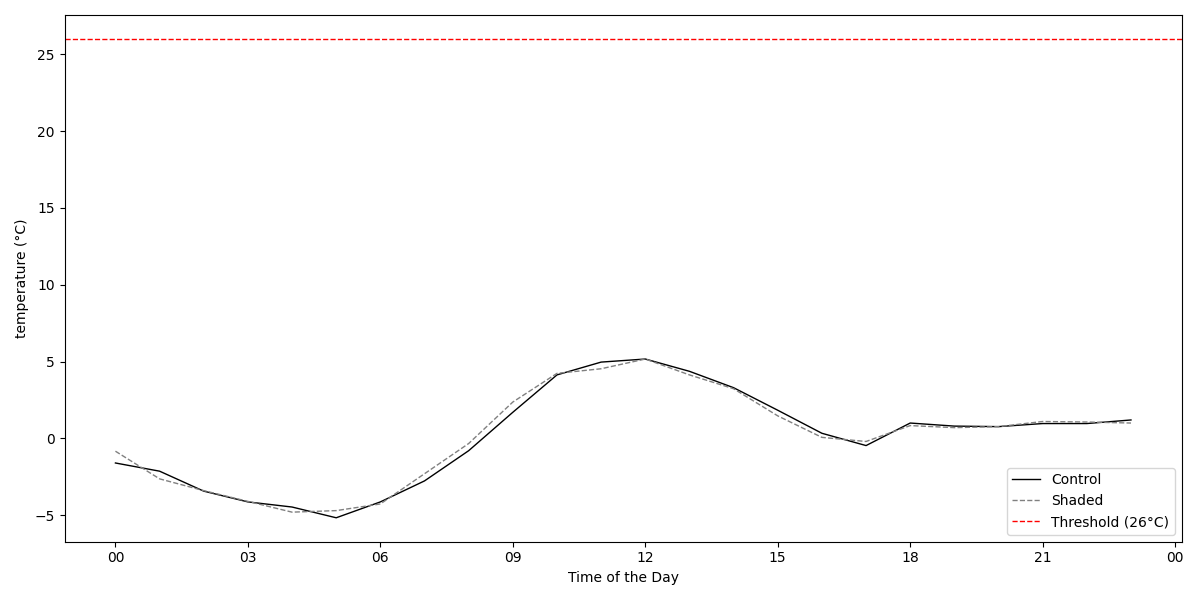 25
20
15
10
5
0
−5
temperature (°C)
00 03 06 09 12 15 18 21 00
Time of the Day
Control
Shaded
Threshold (26°C)